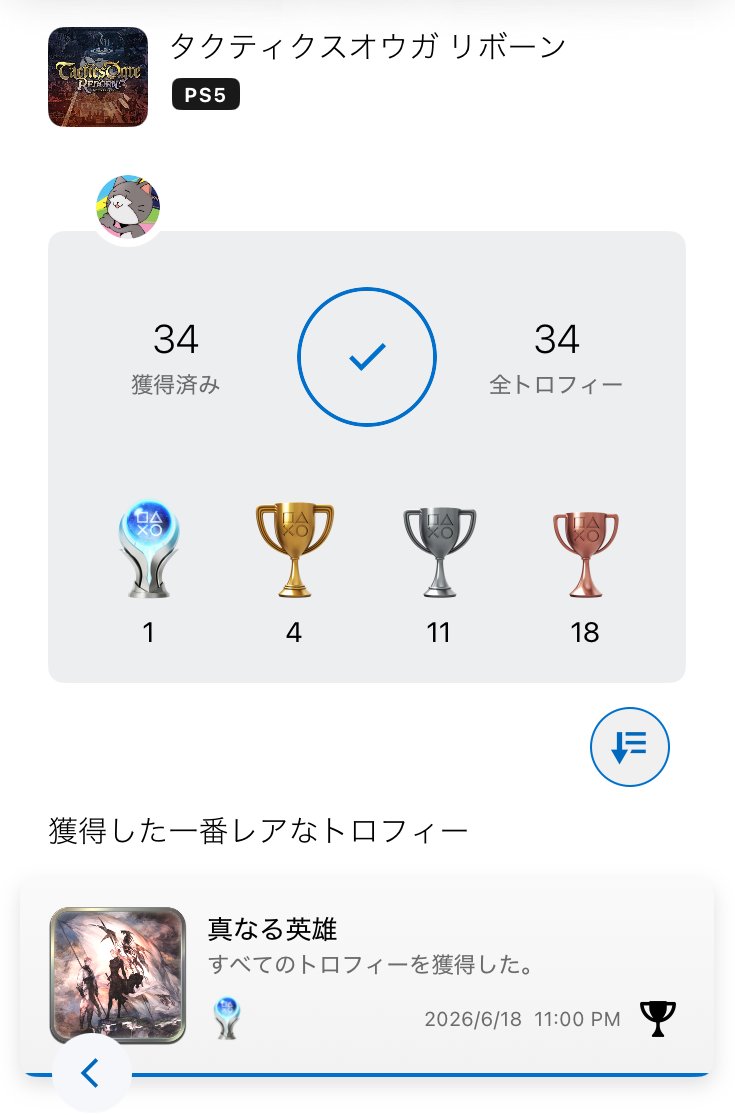 タクティクスオウガ リボーン
Tactics Ogre
REBORN
PS5
34
獲得済み
34
全トロフィー
1
4
11
18
獲得した一番レアなトロフィー
真なる英雄
すべてのトロフィーを獲得した。
2026/6/18 11:00 PM